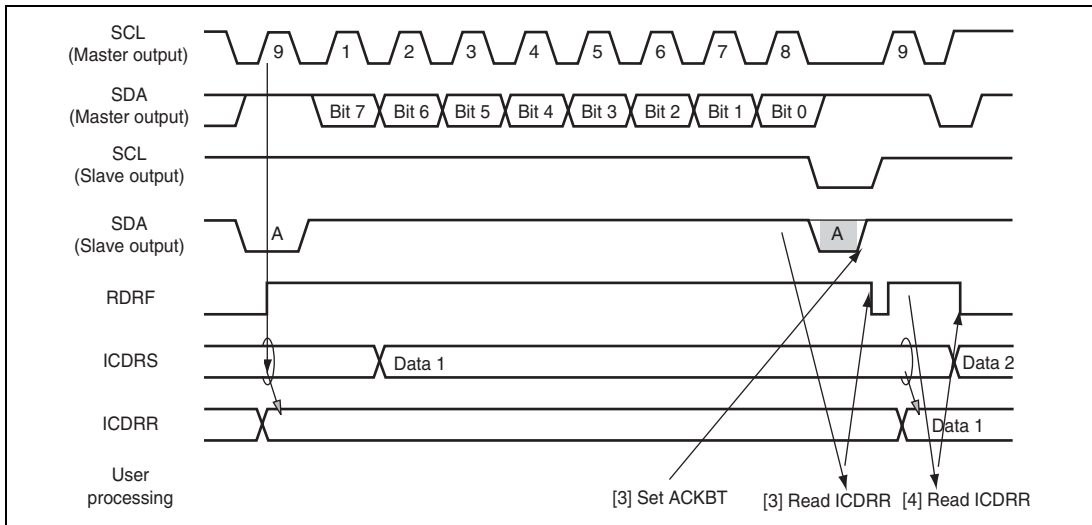 SCL
(Master output)
9 1 2 3 4 5 6 7 8 9
SDA
(Master output)
Bit 7 Bit 6 Bit 5 Bit 4 Bit 3 Bit 2 Bit 1 Bit 0
SCL
(Slave output)
SDA
(Slave output)
A A
RDRF
ICDRS
Data 1 Data 2
ICDRR
Data 1
User
processing
[3] Set ACKBT [3] Read ICDRR [4] Read ICDRR